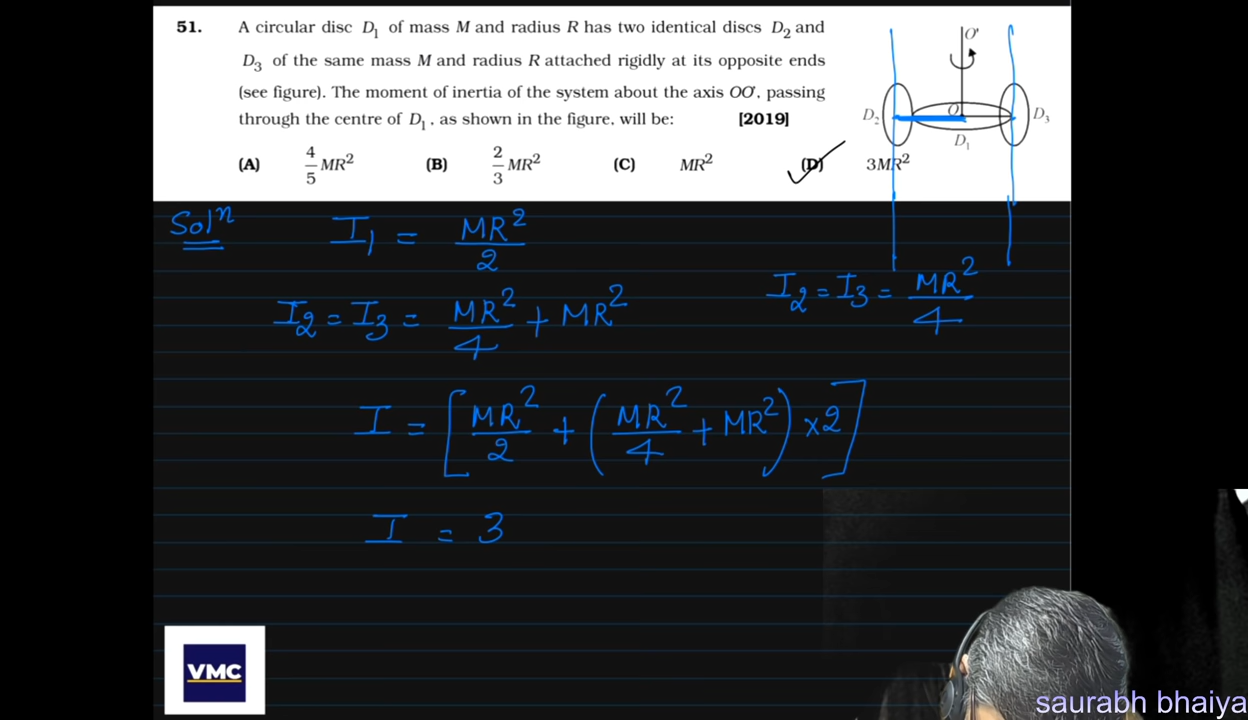 51. A circular disc D₁ of mass M and radius R has two identical discs D₂ and
D₃ of the same mass M and radius R attached rigidly at its opposite ends
(see figure). The moment of inertia of the system about the axis OO', passing
through the centre of D₁, as shown in the figure, will be: [2019]
(A) 4/5 MR² (B) 2/3 MR² (C) MR² (D) 3MR²
O'
D₂ O D₃
D₁
Solⁿ I₁ = MR²/2
I₂ = I₃ = MR²/4 + MR²
I₂ = I₃ = MR²/4
I = [MR²/2 + (MR²/4 + MR²) × 2]
I = 3
VMC
saurabh bhaiya